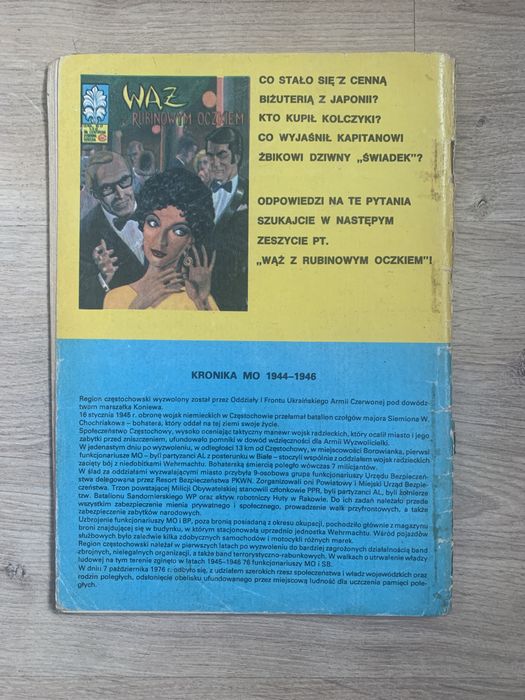 WĄŻ
Z RUBINOWYM OCZKIEM
CO STAŁO SIĘ Z CENNĄ
BIŻUTERIĄ Z JAPONII?
KTO KUPIŁ KOLCZYKI?
CO WYJAŚNIŁ KAPITANOWI
ŻBIKOWI DZIWNY „ŚWIADEK"?
ODPOWIEDZI NA TE PYTANIA
SZUKAJCIE W NASTĘPYM
ZESZYCIE PT.
„WĄŻ Z RUBINOWYM OCZKIEM"!
KRONIKA MO 1944–1946
Region częstochowski wyzwolony został przez Oddziały I Frontu Ukraińskiego Armii Czerwonej pod dowódz-
twem marszałka Koniewa.
16 stycznia 1945 r. obronę wojsk niemieckich w Częstochowie przełamał batalion czołgów majora Siemiona W.
Chochriakowa – bohatera, który oddał na tej ziemi swoje życie.
Społeczeństwo Częstochowy, wysoko oceniając taktyczny manewr wojsk radzieckich, który ocalił miasto i jego
zabytki przed zniszczeniem, ufundowało pomniki w dowód wdzięczności dla Armii Wyzwolicielki.
W jedenastym dniu po wyzwoleniu, w odległości 13 km od Częstochowy, w miejscowości Borowianka, pierwsi
funkcjonariusze MO – byli partyzanci AL z posterunku w Białe – stoczyli wspólnie z oddziałem wojsk radzieckich
zacięty bój z niedobitkami Wehrmachtu. Bohaterską śmiercią poległo wówczas 7 milicjantów.
W ślad za oddziałami wyzwalającymi miasto przybyła 9-osobowa grupa funkcjonariuszy Urzędu Bezpieczeń-
stwa delegowana przez Resort Bezpieczeństwa PKWN. Zorganizowali oni Powiatowy i Miejski Urząd Bezpie-
czeństwa. Trzon powstającej Milicji Obywatelskiej stanowili członkowie PPR, byli partyzanci AL, byli żołnierze
tzw. Batalionu Sandomierskiego WP oraz aktyw robotniczy Huty w Rakowie. Do ich zadań należało przede
wszystkim zabezpieczenie mienia prywatnego i społecznego, prowadzenie walk przyfrontowych, a także
zabezpieczenie zabytków narodowych.
Uzbrojenie funkcjonariuszy MO i BP, poza bronią posiadaną z okresu okupacji, pochodziło głównie z magazynu
broni znajdującej się w budynku, w którym stacjonowała uprzednio jednostka Wehrmachtu. Wśród pojazdów
służbowych było zaledwie kilka zdobycznych samochodów i motocykli różnych marek.
Region częstochowski należał w pierwszych latach po wyzwoleniu do bardziej zagrożonych działalnością band
zbrojnych, nielegalnych organizacji, a także band terrorystyczno-rabunkowych. W walkach o utrwalenie władzy
ludowej na tym terenie zginęło w latach 1945–1946 76 funkcjonariuszy MO i SB.
W dniu 7 października 1976 r. odbyło się, z udziałem szerokich rzesz społeczeństwa i władz wojewódzkich oraz
rodzin poległych, odsłonięcie obelisku ufundowanego przez miejscową ludność dla uczczenia pamięci pole-
głych.